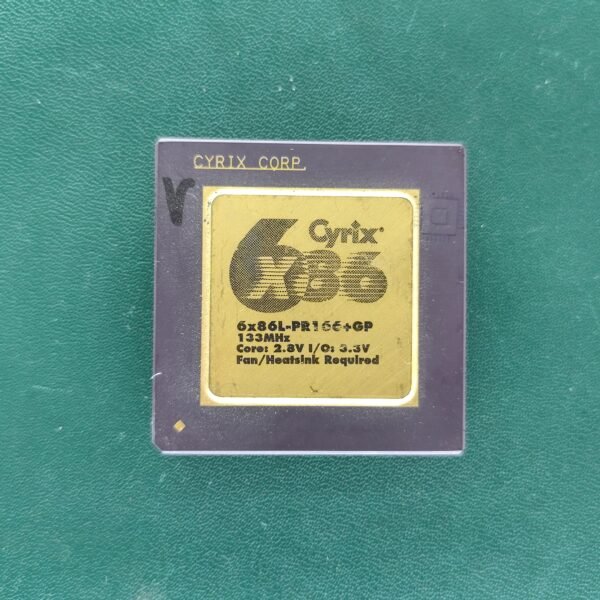 CYRIX CORP.
Cyrix
6x86
6x86L-PR166+GP
133MHz
Core: 2.8V I/O: 3.3V
Fan/Heatsink Required